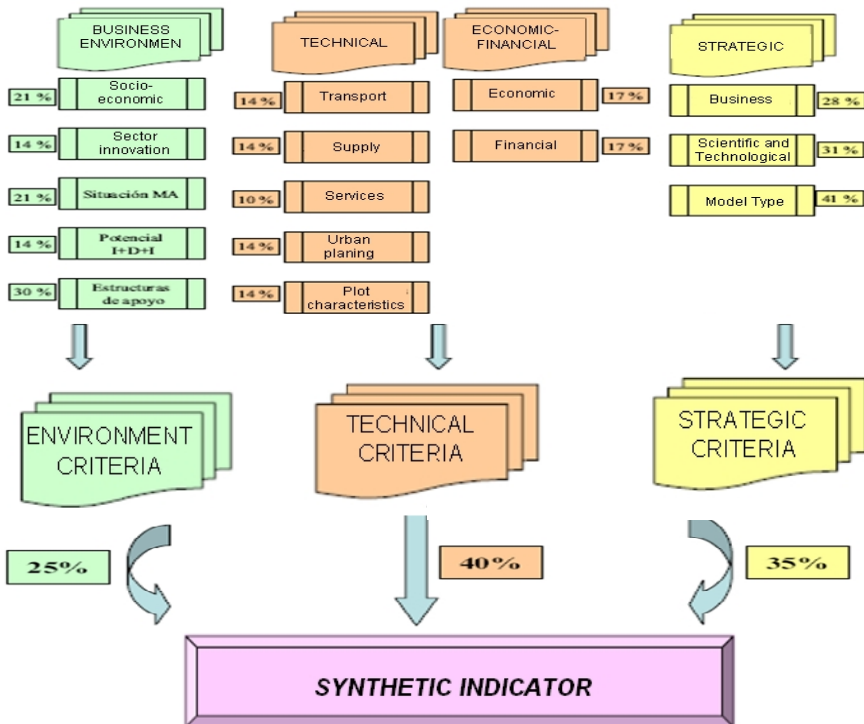 BUSINESS
ENVIRONMEN
21 %
Socio-
economic
14 %
Sector
innovation
21 %
Situación MA
14 %
Potencial
I+D+I
30 %
Estructuras
de apoyo
TECHNICAL
14 %
Transport
14 %
Supply
10 %
Services
14 %
Urban
planing
14 %
Plot
characteristics
ECONOMIC-
FINANCIAL
Economic
17 %
Financial
17 %
STRATEGIC
Business
28 %
Scientific and
Technological
31 %
Model Type
41 %
ENVIRONMENT
CRITERIA
TECHNICAL
CRITERIA
STRATEGIC
CRITERIA
25%
40%
35%
SYNTHETIC INDICATOR